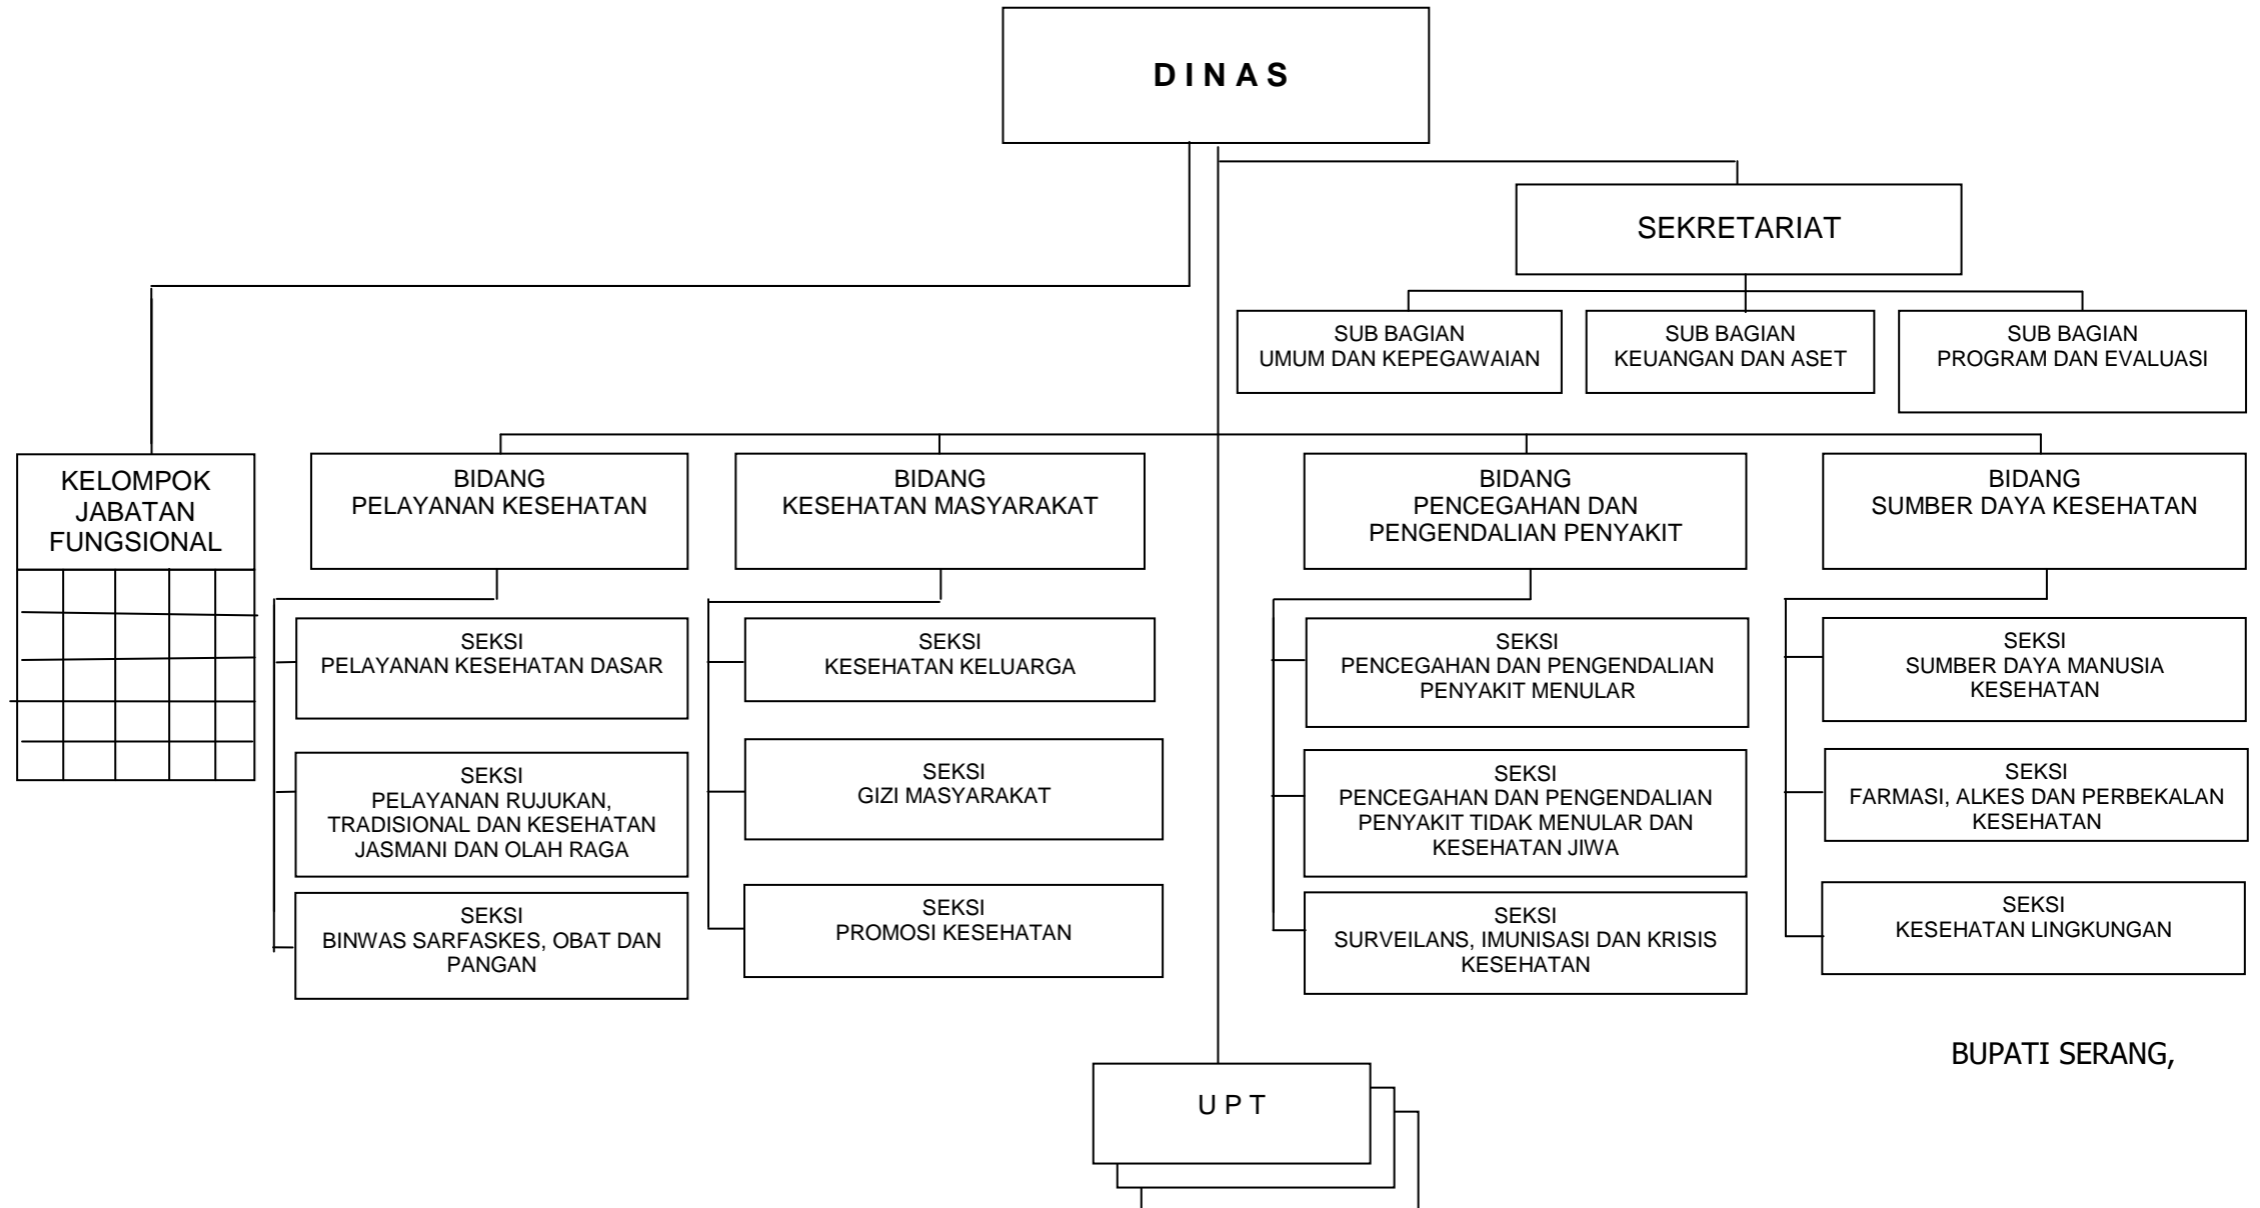 D I N A S
SEKRETARIAT
SUB BAGIAN
UMUM DAN KEPEGAWAIAN
SUB BAGIAN
KEUANGAN DAN ASET
SUB BAGIAN
PROGRAM DAN EVALUASI
KELOMPOK
JABATAN
FUNGSIONAL
BIDANG
PELAYANAN KESEHATAN
BIDANG
KESEHATAN MASYARAKAT
BIDANG
PENCEGAHAN DAN
PENGENDALIAN PENYAKIT
BIDANG
SUMBER DAYA KESEHATAN
SEKSI
PELAYANAN KESEHATAN DASAR
SEKSI
KESEHATAN KELUARGA
SEKSI
PENCEGAHAN DAN PENGENDALIAN
PENYAKIT MENULAR
SEKSI
SUMBER DAYA MANUSIA
KESEHATAN
SEKSI
PELAYANAN RUJUKAN,
TRADISIONAL DAN KESEHATAN
JASMANI DAN OLAH RAGA
SEKSI
GIZI MASYARAKAT
SEKSI
PENCEGAHAN DAN PENGENDALIAN
PENYAKIT TIDAK MENULAR DAN
KESEHATAN JIWA
SEKSI
FARMASI, ALKES DAN PERBEKALAN
KESEHATAN
SEKSI
BINWAS SARFASKES, OBAT DAN
PANGAN
SEKSI
PROMOSI KESEHATAN
SEKSI
SURVEILANS, IMUNISASI DAN KRISIS
KESEHATAN
SEKSI
KESEHATAN LINGKUNGAN
BUPATI SERANG,
U P T